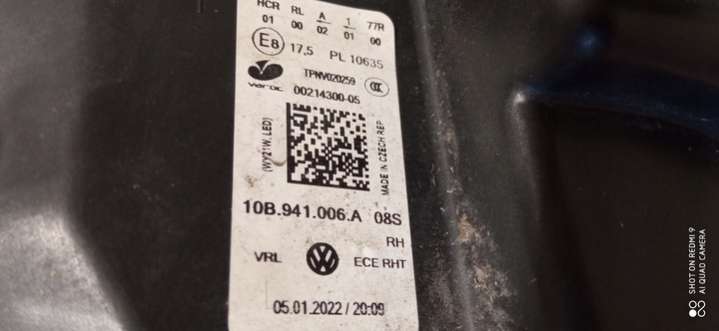 HCR RL A 1 77R
01 00 02 01 00
E8 17,5 PL 10635
TPNV020259
00214300-05
(WY21W, LED)
MADE IN CZECH REP
10B.941.006.A 08S
RH
VRL ECE RHT
05.01.2022 / 20:09
SHOT ON REDMI 9
AI QUAD CAMERA